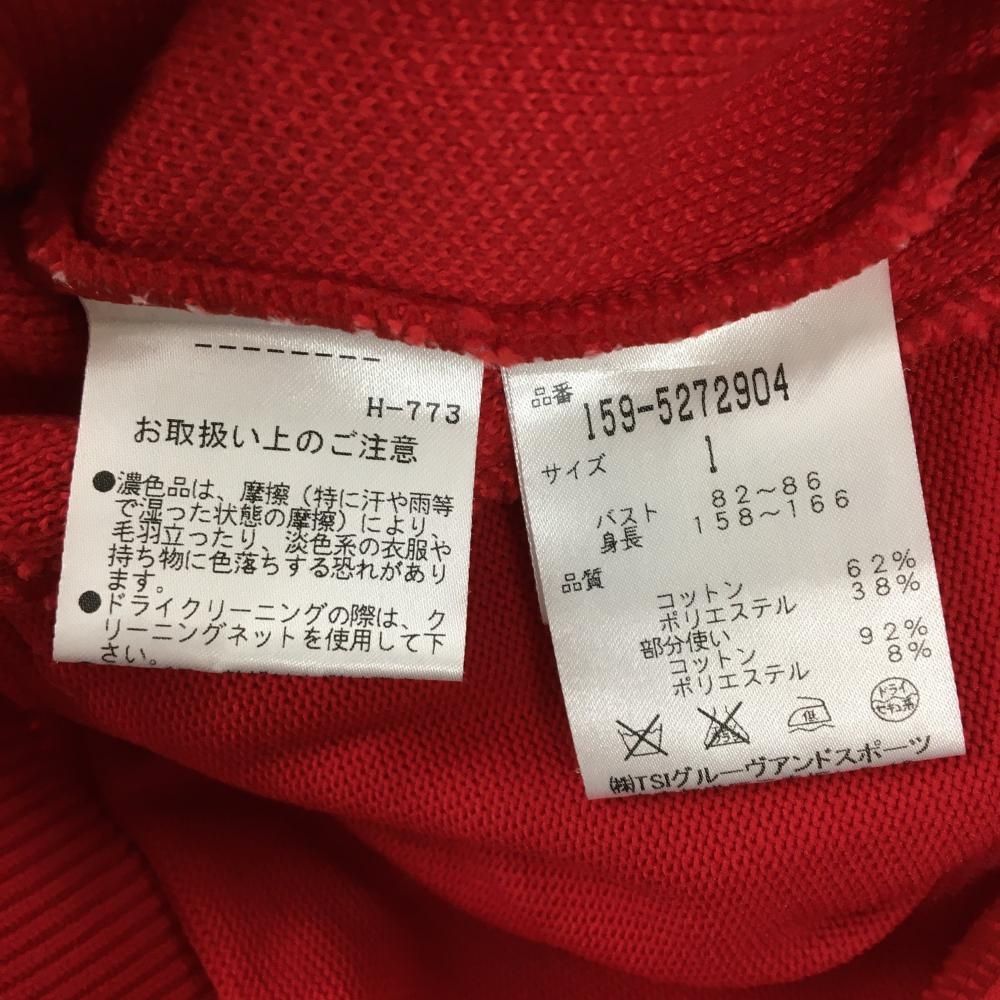 --------
H-773
お取扱い上のご注意
●濃色品は、摩擦（特に汗や雨等
で湿った状態の摩擦）により、
毛羽立ったり、淡色系の衣服や
持ち物に色落ちする恐れがあり
ます。
●ドライクリーニングの際は、ク
リーニングネットを使用して下
さい。
品番 159-5272904
サイズ 1
バスト 82〜86
身長 158〜166
品質
コットン 62%
ポリエステル 38%
部分使い
コットン 92%
ポリエステル 8%
低
ドライ
セキユ系
㈱TSIグルーヴアンドスポーツ